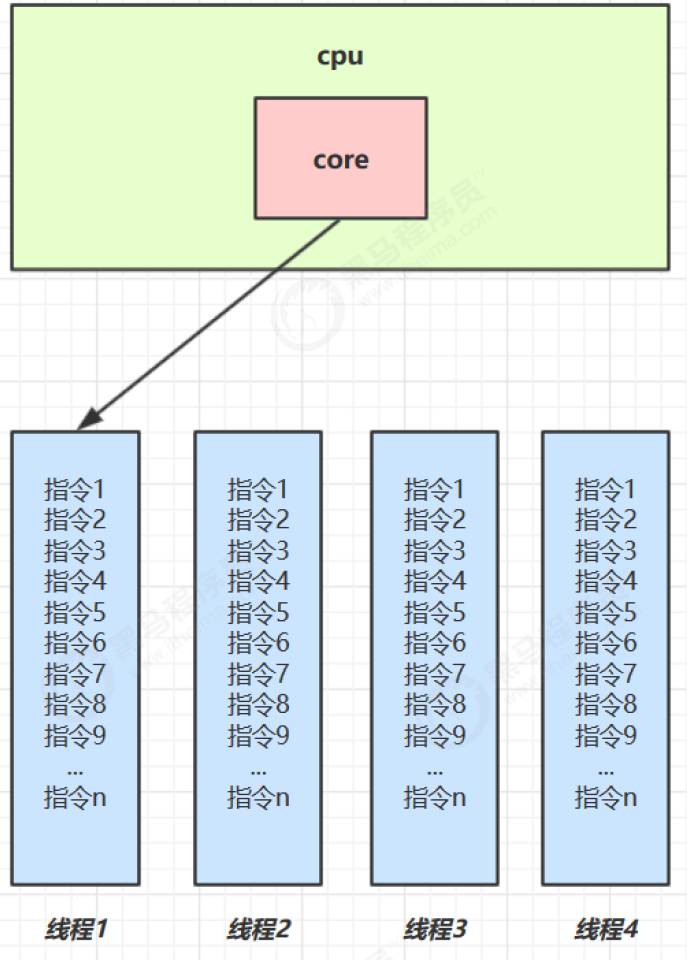 cpu
core
指令1
指令2
指令3
指令4
指令5
指令6
指令7
指令8
指令9
...
指令n
线程1
指令1
指令2
指令3
指令4
指令5
指令6
指令7
指令8
指令9
...
指令n
线程2
指令1
指令2
指令3
指令4
指令5
指令6
指令7
指令8
指令9
...
指令n
线程3
指令1
指令2
指令3
指令4
指令5
指令6
指令7
指令8
指令9
...
指令n
线程4
黑马程序员
www.itheima.com